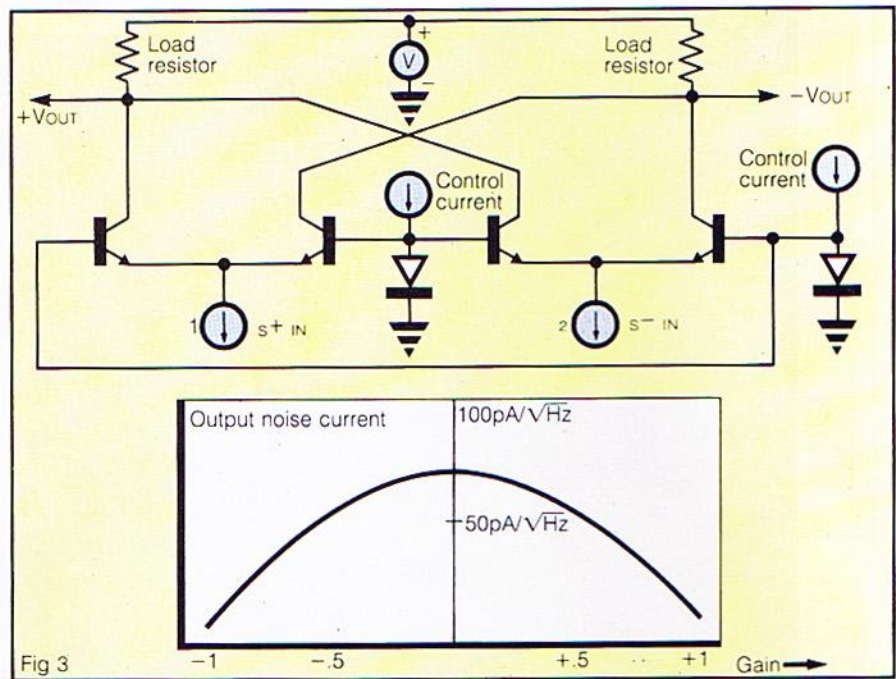 Load
resistor
+
V
−
Load
resistor
+VOUT
−VOUT
Control
current
Control
current
1 S+ IN
2 S− IN
Output noise current
100pA/√Hz
50pA/√Hz
Fig 3
−1 −.5 +.5 +1 Gain